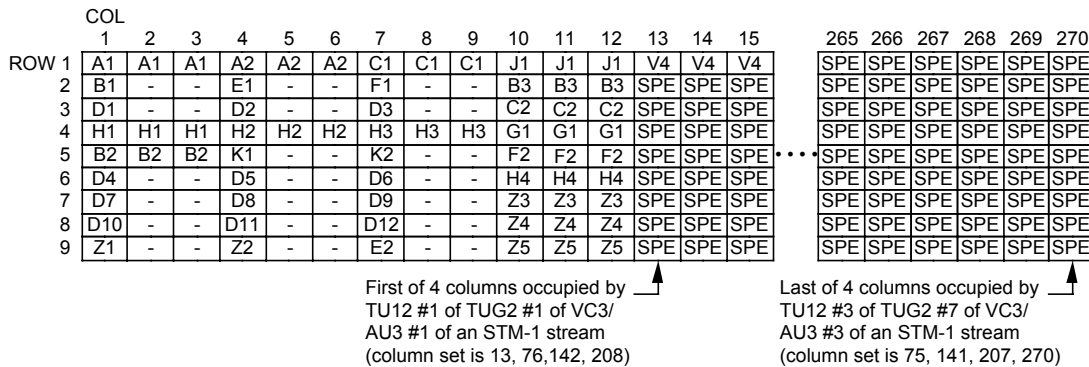 COL
1 2 3 4 5 6 7 8 9 10 11 12 13 14 15 265 266 267 268 269 270
ROW 1 A1 A1 A1 A2 A2 A2 C1 C1 C1 J1 J1 J1 V4 V4 V4 SPE SPE SPE SPE SPE SPE
2 B1 - - E1 - - F1 - - B3 B3 B3 SPE SPE SPE SPE SPE SPE SPE SPE SPE
3 D1 - - D2 - - D3 - - C2 C2 C2 SPE SPE SPE SPE SPE SPE SPE SPE SPE
4 H1 H1 H1 H2 H2 H2 H3 H3 H3 G1 G1 G1 SPE SPE SPE SPE SPE SPE SPE SPE SPE
5 B2 B2 B2 K1 - - K2 - - F2 F2 F2 SPE SPE SPE • • • • SPE SPE SPE SPE SPE SPE
6 D4 - - D5 - - D6 - - H4 H4 H4 SPE SPE SPE SPE SPE SPE SPE SPE SPE
7 D7 - - D8 - - D9 - - Z3 Z3 Z3 SPE SPE SPE SPE SPE SPE SPE SPE SPE
8 D10 - - D11 - - D12 - - Z4 Z4 Z4 SPE SPE SPE SPE SPE SPE SPE SPE SPE
9 Z1 - - Z2 - - E2 - - Z5 Z5 Z5 SPE SPE SPE SPE SPE SPE SPE SPE SPE
First of 4 columns occupied by
TU12 #1 of TUG2 #1 of VC3/
AU3 #1 of an STM-1 stream
(column set is 13, 76,142, 208)
Last of 4 columns occupied by
TU12 #3 of TUG2 #7 of VC3/
AU3 #3 of an STM-1 stream
(column set is 75, 141, 207, 270)